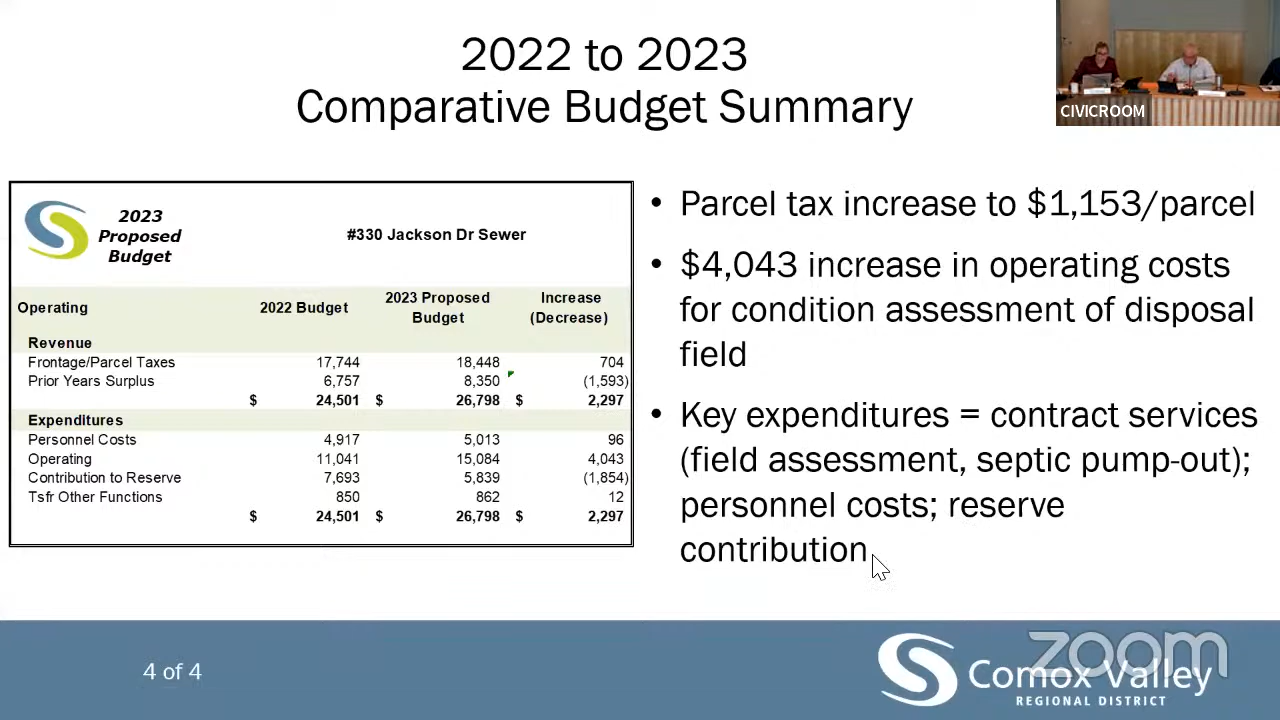 2022 to 2023
Comparative Budget Summary
CIVICROOM
2023
Proposed
Budget
#330 Jackson Dr Sewer
Operating 2022 Budget 2023 Proposed Budget Increase (Decrease)
Revenue
Frontage/Parcel Taxes 17,744 18,448 704
Prior Years Surplus 6,757 8,350 (1,593)
$ 24,501 $ 26,798 $ 2,297
Expenditures
Personnel Costs 4,917 5,013 96
Operating 11,041 15,084 4,043
Contribution to Reserve 7,693 5,839 (1,854)
Tsfr Other Functions 850 862 12
$ 24,501 $ 26,798 $ 2,297
• Parcel tax increase to $1,153/parcel
• $4,043 increase in operating costs
for condition assessment of disposal
field
• Key expenditures = contract services
(field assessment, septic pump-out);
personnel costs; reserve
contribution
4 of 4
zoom
Comox Valley
REGIONAL DISTRICT